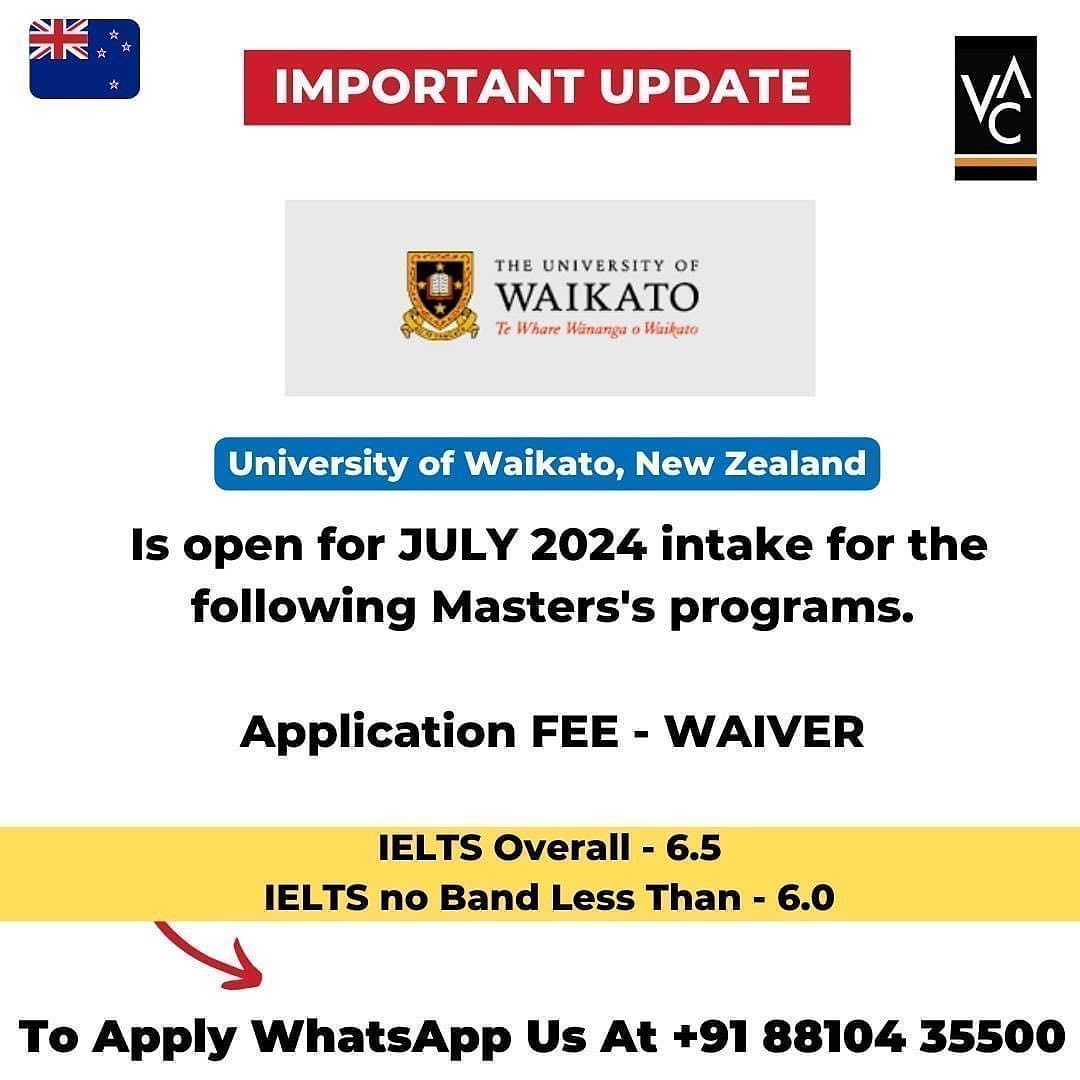 IMPORTANT UPDATE
VAC
THE UNIVERSITY OF
WAIKATO
Te Whare Wānanga o Waikato
University of Waikato, New Zealand
Is open for JULY 2024 intake for the
following Masters's programs.
Application FEE - WAIVER
IELTS Overall - 6.5
IELTS no Band Less Than - 6.0
To Apply WhatsApp Us At +91 88104 35500